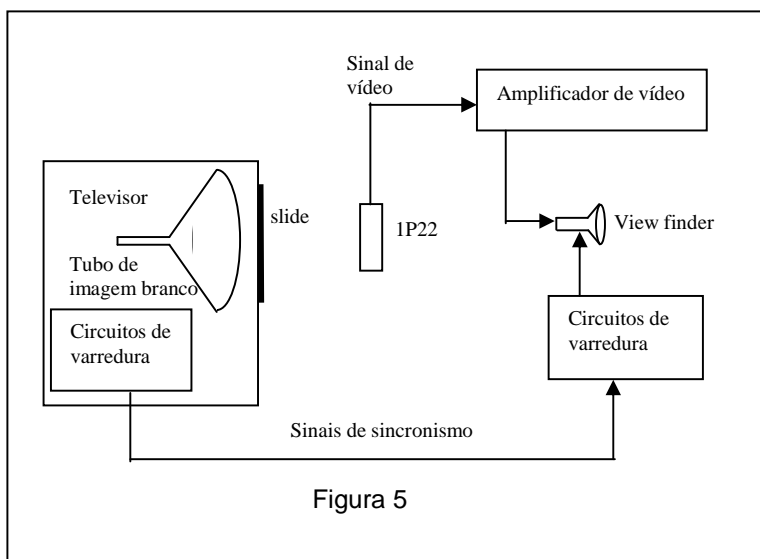 Sinal de
vídeo
Amplificador de vídeo
Televisor
slide
1P22
View finder
Tubo de
imagem branco
Circuitos de
varredura
Circuitos de
varredura
Sinais de sincronismo
Figura 5